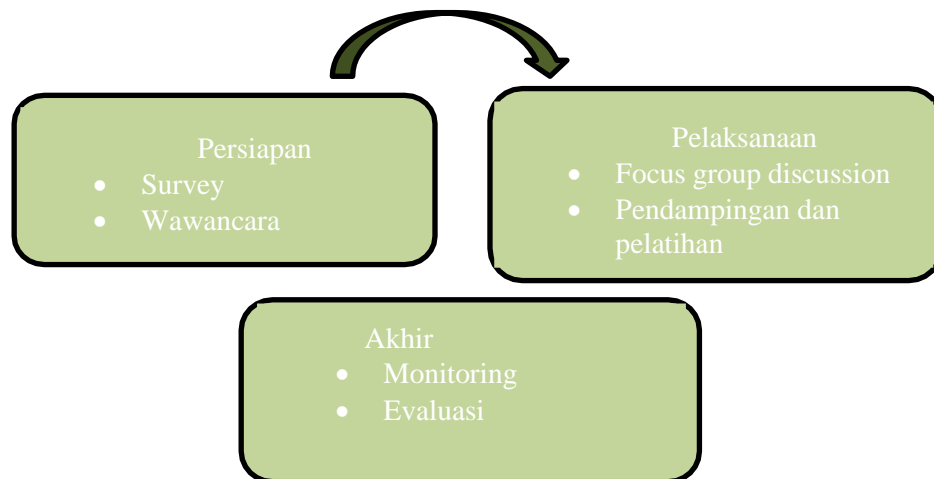 Persiapan
• Survey
• Wawancara
Pelaksanaan
• Focus group discussion
• Pendampingan dan
pelatihan
Akhir
• Monitoring
• Evaluasi